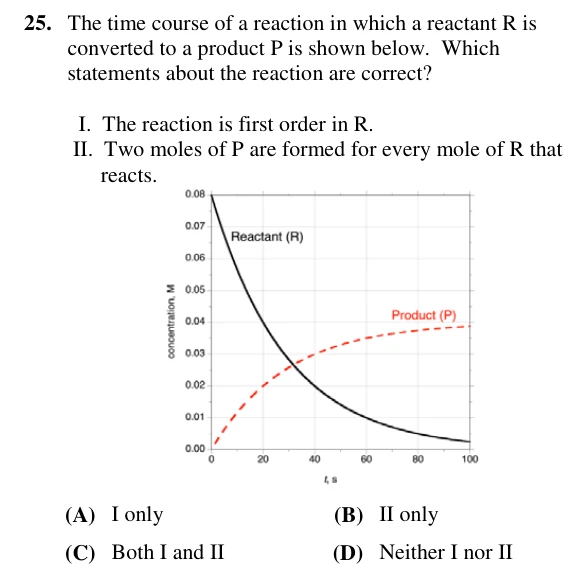 25. The time course of a reaction in which a reactant R is
converted to a product P is shown below. Which
statements about the reaction are correct?
I. The reaction is first order in R.
II. Two moles of P are formed for every mole of R that
reacts.
0.08
0.07
Reactant (R)
0.06
0.05
concentration, M
0.04
Product (P)
0.03
0.02
0.01
0.00
0 20 40 60 80 100
t, s
(A) I only (B) II only
(C) Both I and II (D) Neither I nor II